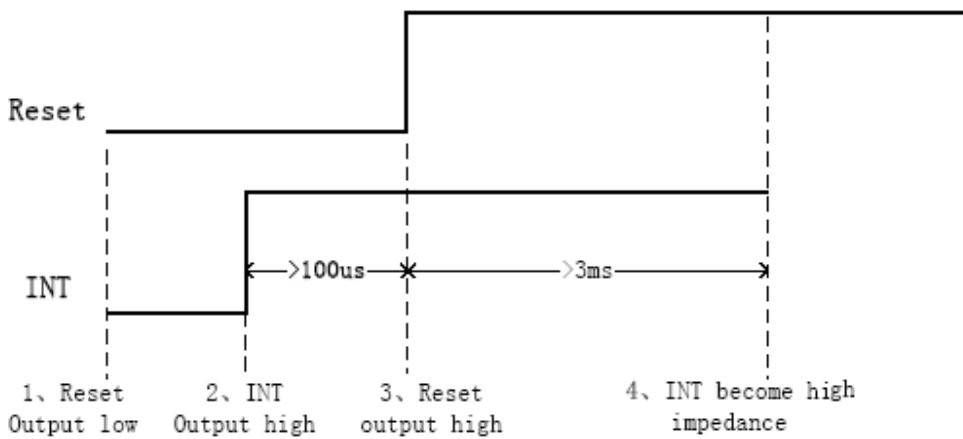 Reset
INT
>100us
>3ms
1、Reset
Output low
2、INT
Output high
3、Reset
output high
4、INT become high
impedance